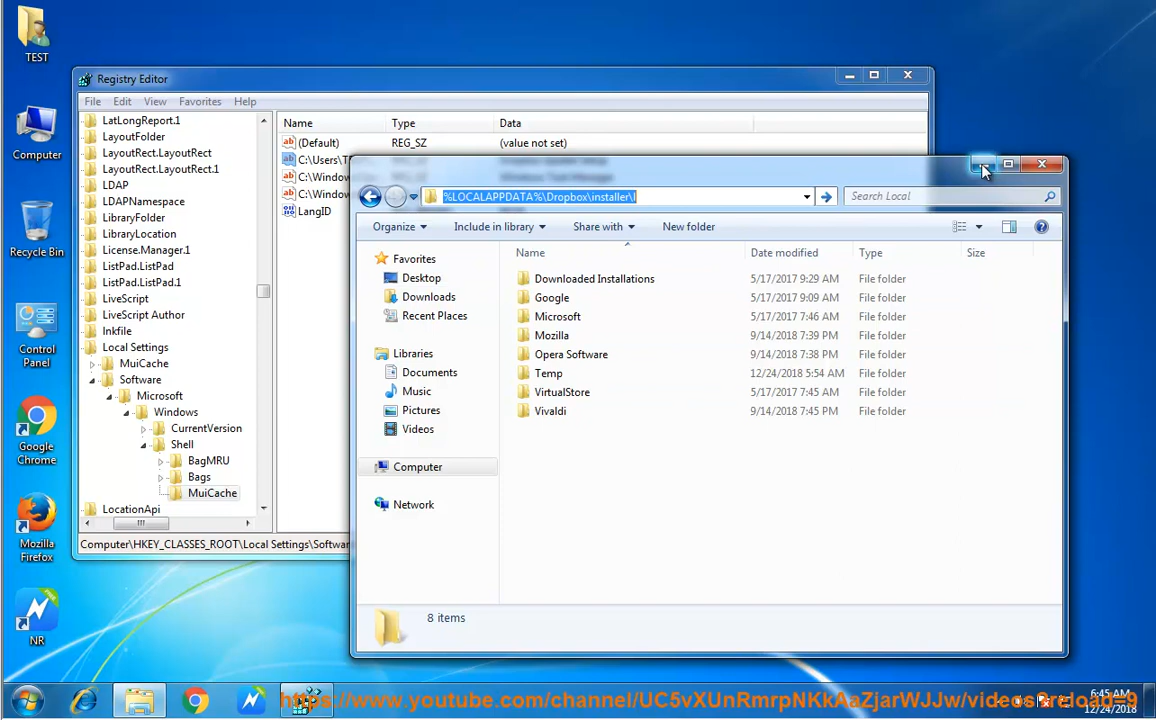 TEST
Computer
Recycle Bin
Control
Panel
Google
Chrome
Mozilla
Firefox
NR
Registry Editor
File Edit View Favorites Help
LatLongReport.1
LayoutFolder
LayoutRect.LayoutRect
LayoutRect.LayoutRect.1
LDAP
LDAPNamespace
LibraryFolder
LibraryLocation
License.Manager.1
ListPad.ListPad
ListPad.ListPad.1
LiveScript
LiveScript Author
lnkfile
Local Settings
MuiCache
Software
Microsoft
Windows
CurrentVersion
Shell
BagMRU
Bags
MuiCache
LocationApi
Name Type Data
(Default) REG_SZ (value not set)
C:\Users\T
C:\Window
C:\Window
LangID
Computer\HKEY_CLASSES_ROOT\Local Settings\Softwar
%LOCALAPPDATA%\Dropbox\installer\l
Search Local
Organize Include in library Share with New folder
Favorites
Desktop
Downloads
Recent Places
Libraries
Documents
Music
Pictures
Videos
Computer
Network
Name Date modified Type Size
Downloaded Installations 5/17/2017 9:29 AM File folder
Google 5/17/2017 9:09 AM File folder
Microsoft 5/17/2017 7:46 AM File folder
Mozilla 9/14/2018 7:39 PM File folder
Opera Software 9/14/2018 7:38 PM File folder
Temp 12/24/2018 5:54 AM File folder
VirtualStore 5/17/2017 7:45 AM File folder
Vivaldi 9/14/2018 7:45 PM File folder
8 items
https://www.youtube.com/channel/UC5vXUnRmrpNKkAaZjarWJJw/videos?reload=9
6:45 AM
12/24/2018